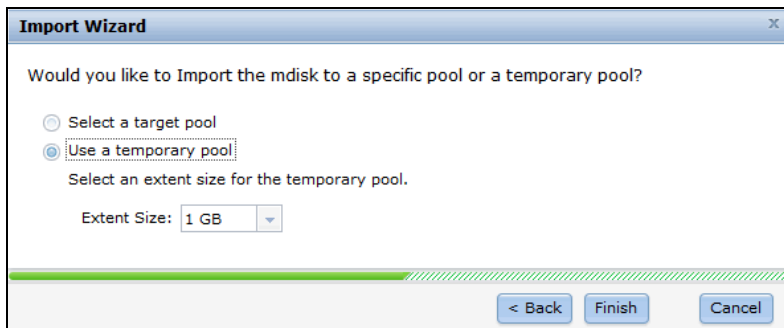 Import Wizard x
Would you like to Import the mdisk to a specific pool or a temporary pool?
Select a target pool
Use a temporary pool
Select an extent size for the temporary pool.
Extent Size: 1 GB
< Back Finish Cancel